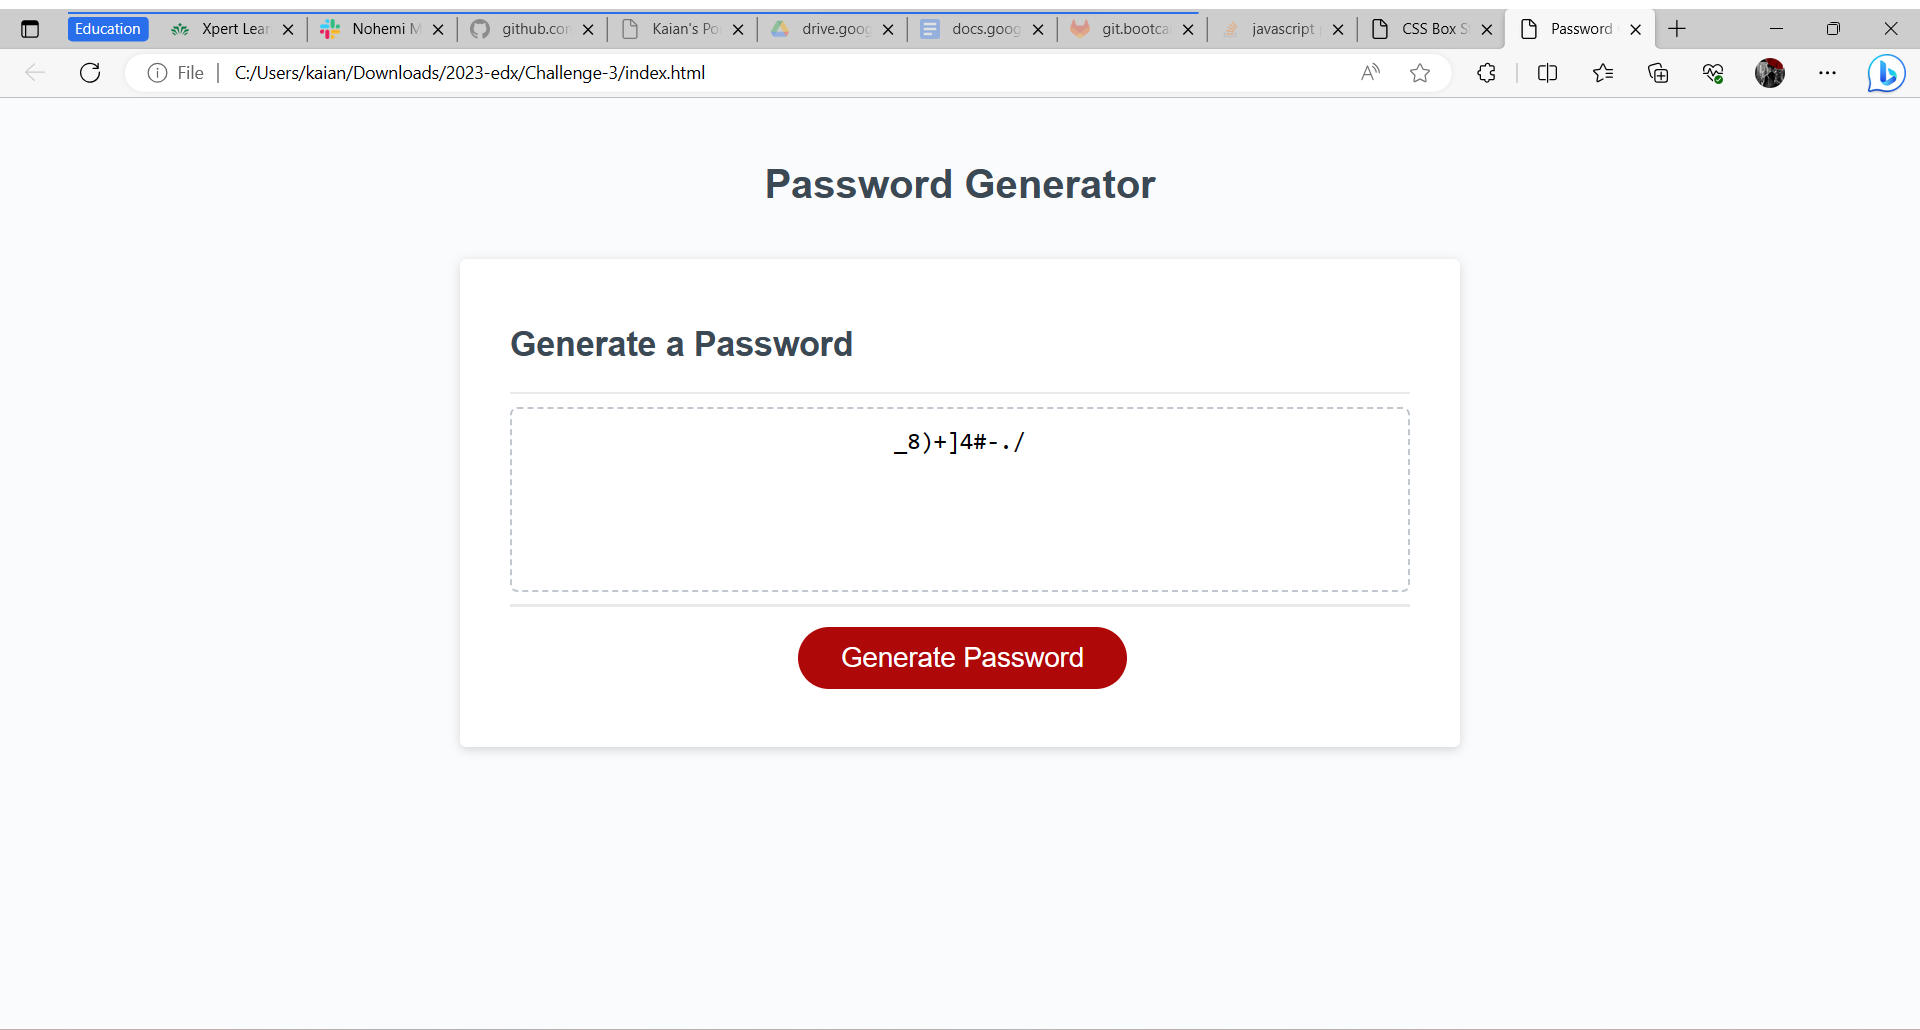 Education Xpert Lear Nohemi M github.con Kaian's Po drive.goog docs.goog git.bootca javascript CSS Box S Password
File C:/Users/kaian/Downloads/2023-edx/Challenge-3/index.html
Password Generator
Generate a Password
_8)+]4#-./
Generate Password